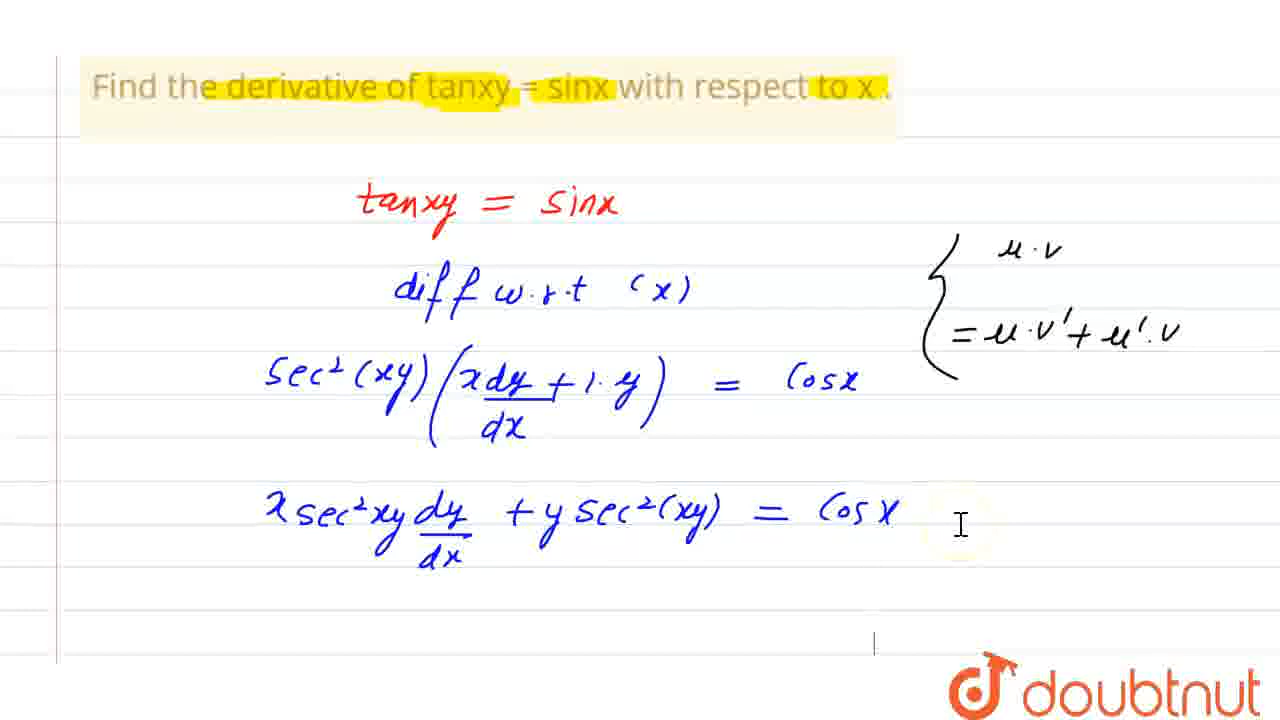 Find the derivative of tanxy = sinx with respect to x .
tanxy = sinx
diff w.r.t (x)
u.v
= u.v' + u'.v
sec²(xy)(x dy/dx + 1.y) = Cosx
x sec²xy dy/dx + y sec²(xy) = Cosx
doubtnut